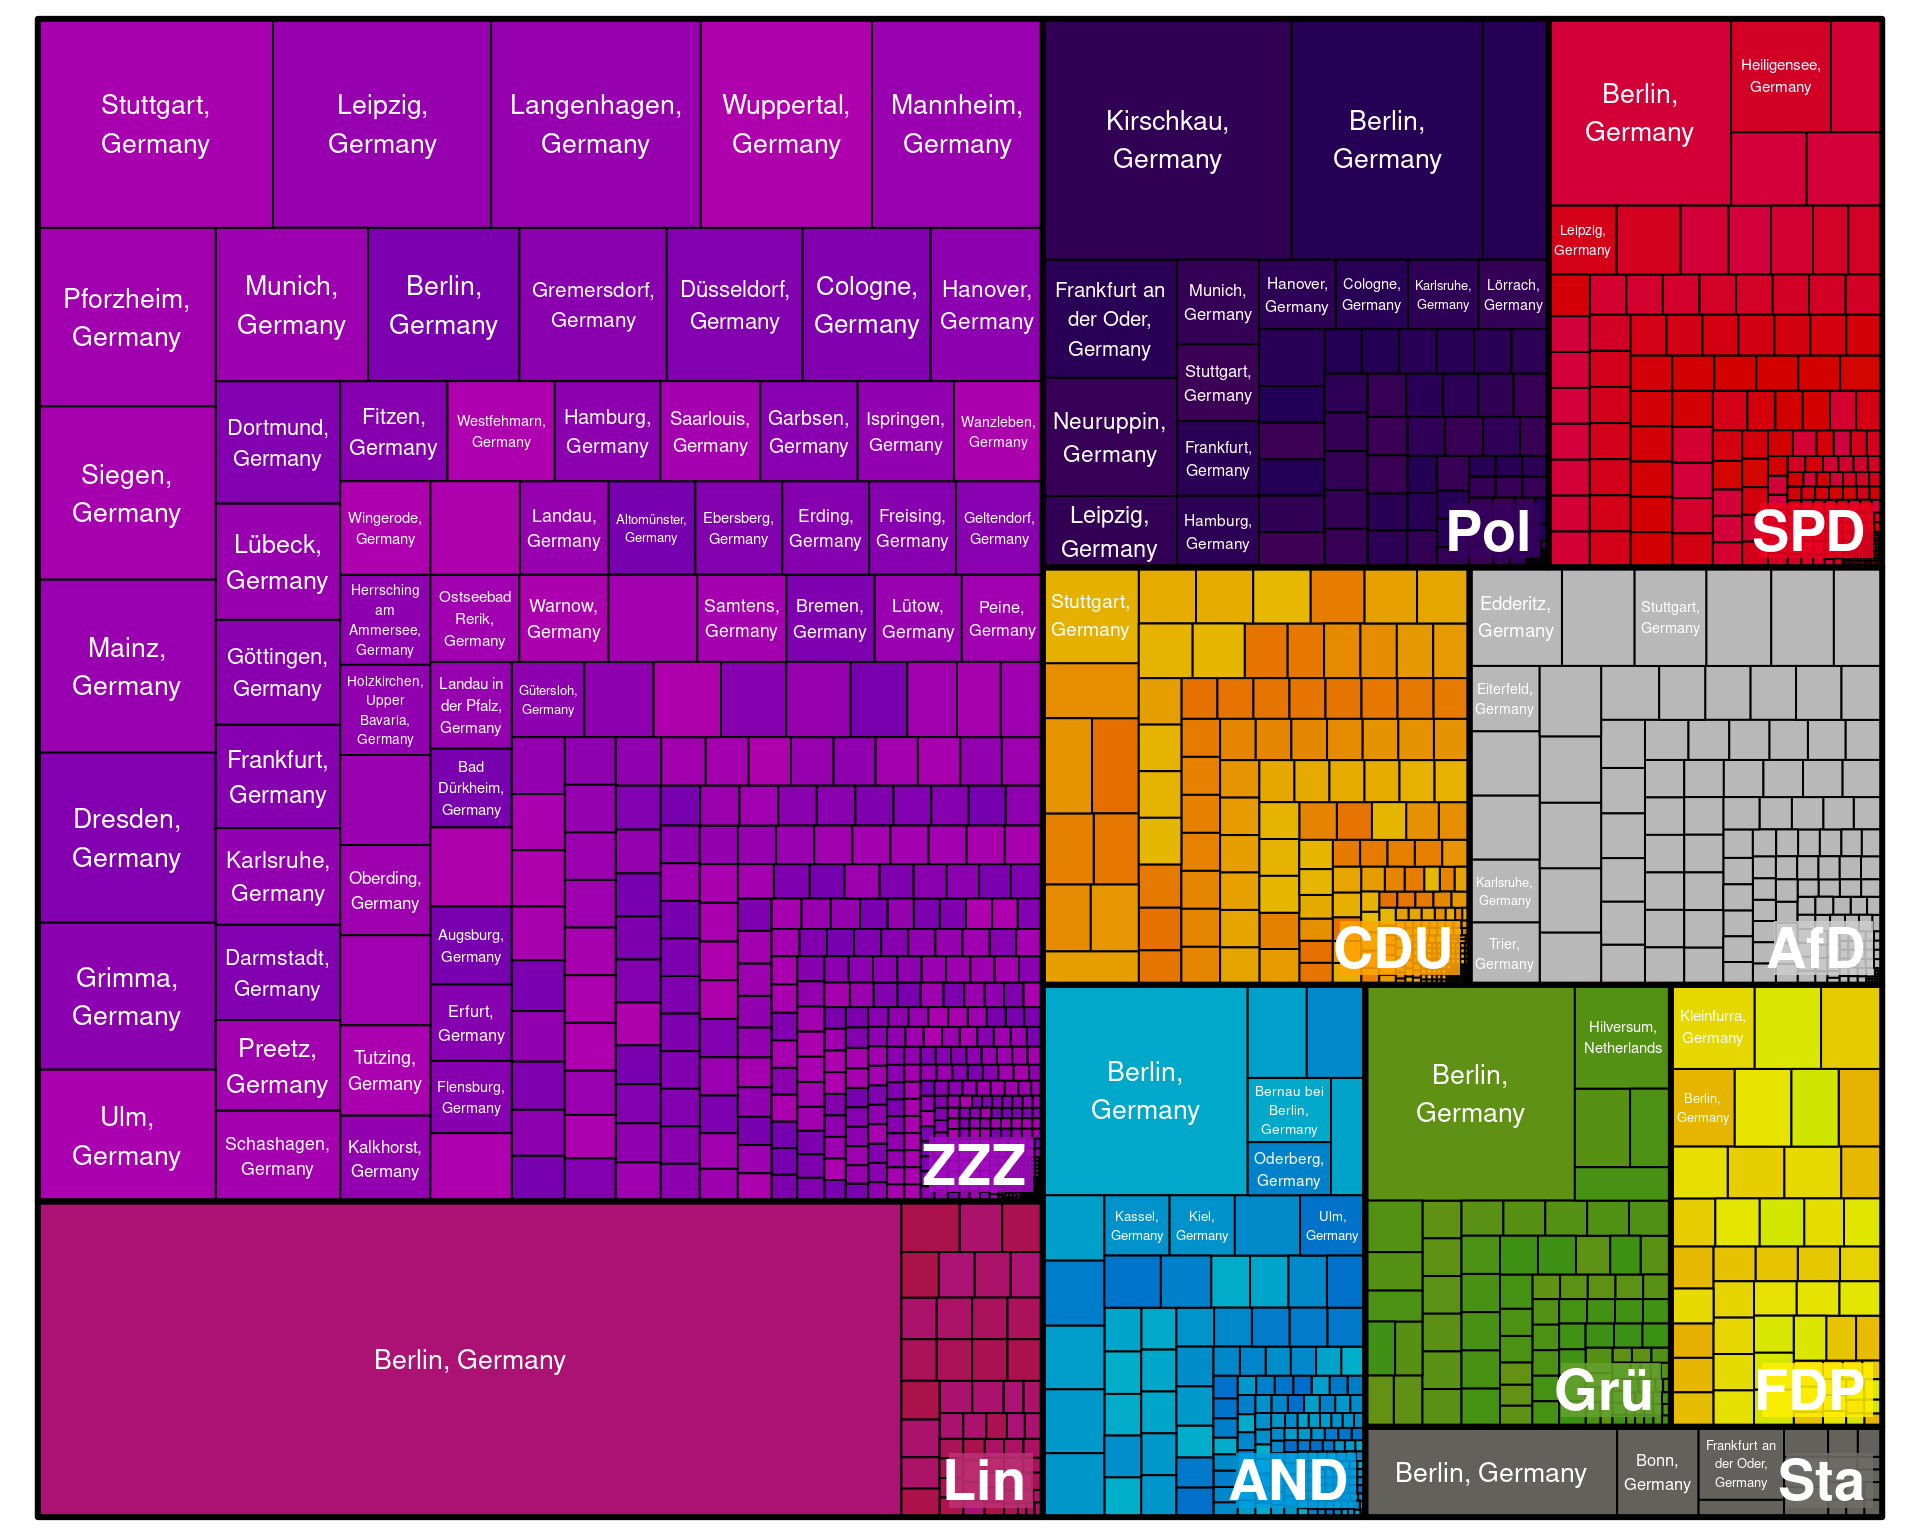 Stuttgart,
Germany
Leipzig,
Germany
Langenhagen,
Germany
Wuppertal,
Germany
Mannheim,
Germany
Pforzheim,
Germany
Munich,
Germany
Berlin,
Germany
Gremersdorf,
Germany
Düsseldorf,
Germany
Cologne,
Germany
Hanover,
Germany
Siegen,
Germany
Mainz,
Germany
Dresden,
Germany
Grimma,
Germany
Ulm,
Germany
Dortmund,
Germany
Lübeck,
Germany
Göttingen,
Germany
Frankfurt,
Germany
Karlsruhe,
Germany
Darmstadt,
Germany
Preetz,
Germany
Schashagen,
Germany
Fitzen,
Germany
Westfehmarn,
Germany
Hamburg,
Germany
Saarlouis,
Germany
Garbsen,
Germany
Ispringen,
Germany
Wanzleben,
Germany
Wingerode,
Germany
Landau,
Germany
Altomünster,
Germany
Ebersberg,
Germany
Erding,
Germany
Freising,
Germany
Geltendorf,
Germany
Herrsching
am
Ammersee,
Germany
Ostseebad
Rerik,
Germany
Warnow,
Germany
Samtens,
Germany
Bremen,
Germany
Lütow,
Germany
Peine,
Germany
Holzkirchen,
Upper
Bavaria,
Germany
Landau in
der Pfalz,
Germany
Gütersloh,
Germany
Bad
Dürkheim,
Germany
Oberding,
Germany
Augsburg,
Germany
Erfurt,
Germany
Tutzing,
Germany
Flensburg,
Germany
Kalkhorst,
Germany
ZZZ
Berlin, Germany
Lin
Kirschkau,
Germany
Berlin,
Germany
Frankfurt an
der Oder,
Germany
Munich,
Germany
Hanover,
Germany
Cologne,
Germany
Karlsruhe,
Germany
Lörrach,
Germany
Stuttgart,
Germany
Neuruppin,
Germany
Frankfurt,
Germany
Leipzig,
Germany
Hamburg,
Germany
Pol
Berlin,
Germany
Heiligensee,
Germany
Leipzig,
Germany
SPD
Stuttgart,
Germany
CDU
Edderitz,
Germany
Stuttgart,
Germany
Eiterfeld,
Germany
Karlsruhe,
Germany
Trier,
Germany
AfD
Berlin,
Germany
Bernau bei
Berlin,
Germany
Oderberg,
Germany
Kassel,
Germany
Kiel,
Germany
Ulm,
Germany
AND
Berlin,
Germany
Hilversum,
Netherlands
Grü
Kleinfurra,
Germany
Berlin,
Germany
FDP
Berlin, Germany
Bonn,
Germany
Frankfurt an
der Oder,
Germany
Sta